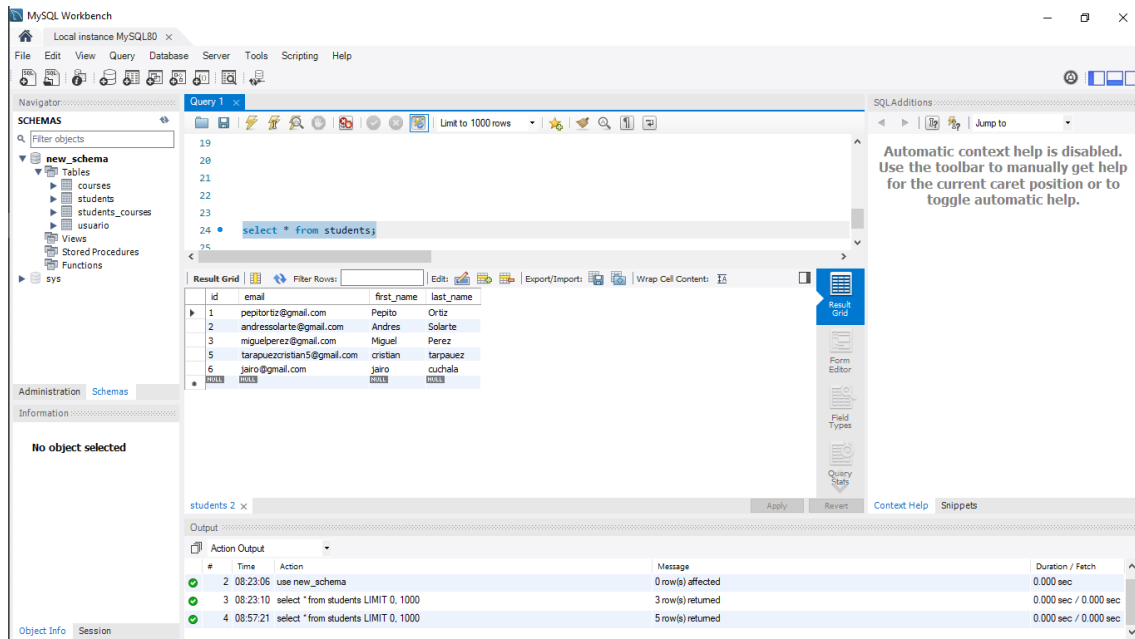 MySQL Workbench
Local instance MySQL80
File Edit View Query Database Server Tools Scripting Help
Navigator
SCHEMAS
Filter objects
new_schema
Tables
courses
students
students_courses
usuario
Views
Stored Procedures
Functions
sys
Administration Schemas
Information
No object selected
Object Info Session
Query 1
Limit to 1000 rows
19
20
21
22
23
24 select * from students;
25
Result Grid Filter Rows: Edit: Export/Import: Wrap Cell Content:
id email first_name last_name
1 pepitortiz@gmail.com Pepito Ortiz
2 andressolarte@gmail.com Andres Solarte
3 miguelperez@gmail.com Miguel Perez
5 tarapuezcristian5@gmail.com cristian tarpauez
6 jairo@gmail.com jairo cuchala
NULL NULL NULL NULL
Result
Grid
Form
Editor
Field
Types
Query
Stats
students 2 Apply Revert
Output
Action Output
# Time Action Message Duration / Fetch
2 08:23:06 use new_schema 0 row(s) affected 0.000 sec
3 08:23:10 select * from students LIMIT 0, 1000 3 row(s) returned 0.000 sec / 0.000 sec
4 08:57:21 select * from students LIMIT 0, 1000 5 row(s) returned 0.000 sec / 0.000 sec
SQLAdditions
Jump to
Automatic context help is disabled.
Use the toolbar to manually get help
for the current caret position or to
toggle automatic help.
Context Help Snippets